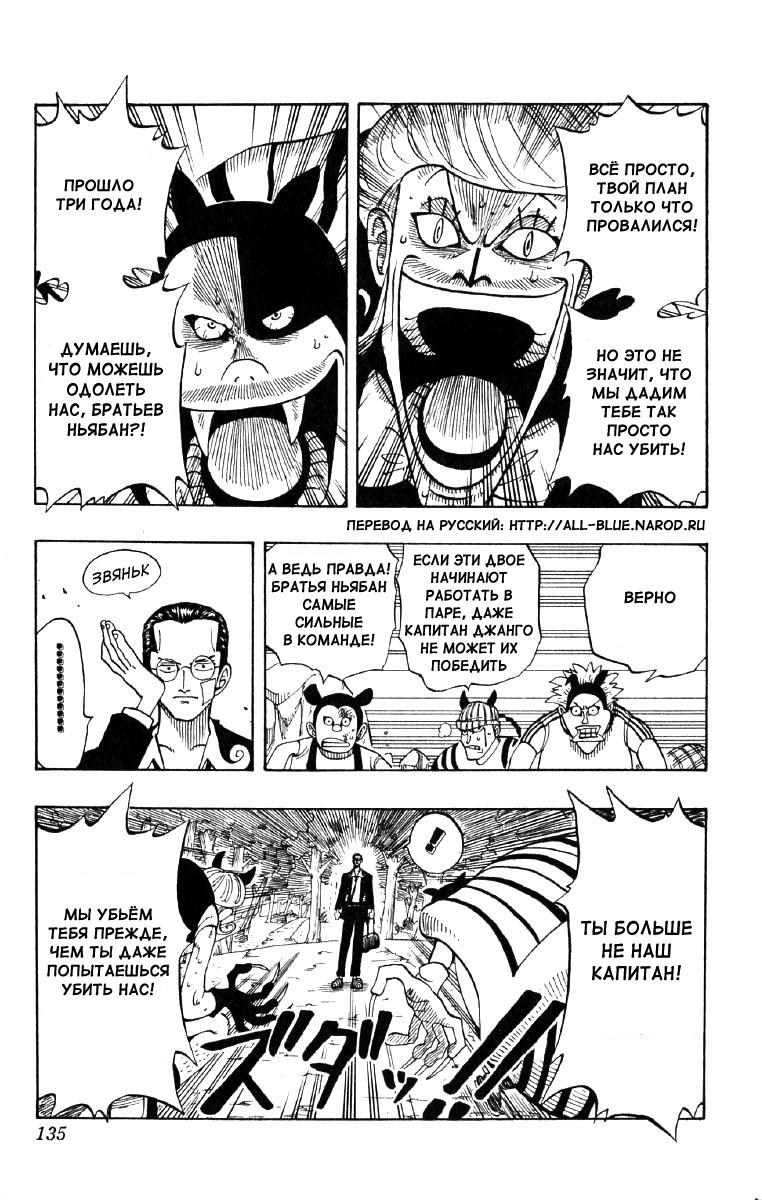 ВСЁ ПРОСТО,
ТВОЙ ПЛАН
ТОЛЬКО ЧТО
ПРОВАЛИЛСЯ!
НО ЭТО НЕ
ЗНАЧИТ, ЧТО
МЫ ДАДИМ
ТЕБЕ ТАК
ПРОСТО
НАС УБИТЬ!
ПРОШЛО
ТРИ ГОДА!
ДУМАЕШЬ,
ЧТО МОЖЕШЬ
ОДОЛЕТЬ
НАС, БРАТЬЕВ
НЬЯБАН?!
ПЕРЕВОД НА РУССКИЙ: HTTP://ALL-BLUE.NAROD.RU
ВЕРНО
ЕСЛИ ЭТИ ДВОЕ
НАЧИНАЮТ
РАБОТАТЬ В
ПАРЕ, ДАЖЕ
КАПИТАН ДЖАНГО
НЕ МОЖЕТ ИХ
ПОБЕДИТЬ
А ВЕДЬ ПРАВДА!
БРАТЬЯ НЬЯБАН
САМЫЕ
СИЛЬНЫЕ
В КОМАНДЕ!
ЗВЯНЬК
............
!
ТЫ БОЛЬШЕ
НЕ НАШ
КАПИТАН!
МЫ УБЬЁМ
ТЕБЯ ПРЕЖДЕ,
ЧЕМ ТЫ ДАЖЕ
ПОПЫТАЕШЬСЯ
УБИТЬ НАС!
ズダッ!!
135